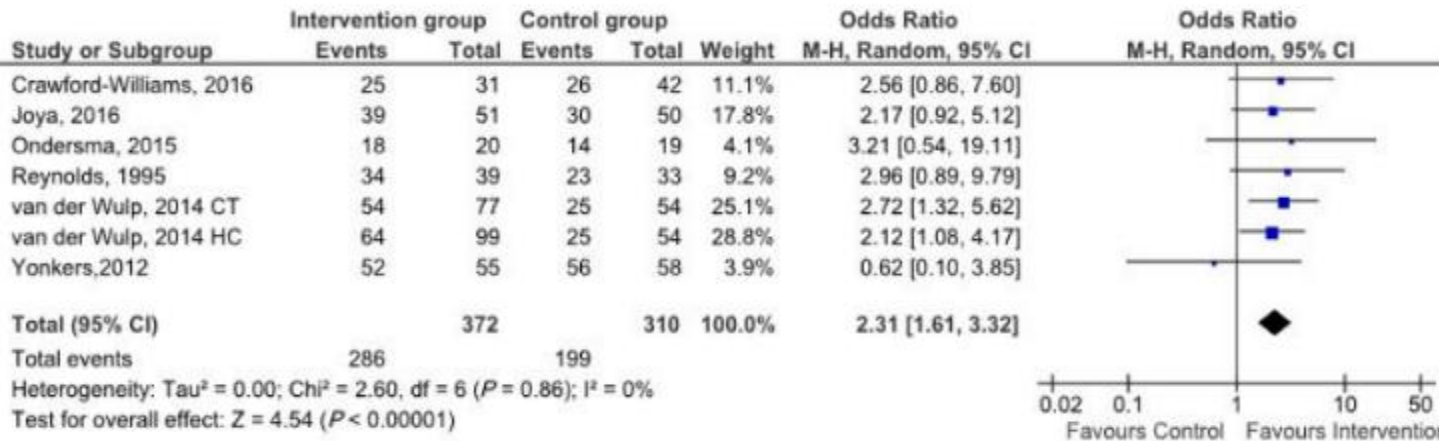 Intervention group Control group Odds Ratio Odds Ratio
Study or Subgroup Events Total Events Total Weight M-H, Random, 95% CI M-H, Random, 95% CI
Crawford-Williams, 2016 25 31 26 42 11.1% 2.56 [0.86, 7.60]
Joya, 2016 39 51 30 50 17.8% 2.17 [0.92, 5.12]
Ondersma, 2015 18 20 14 19 4.1% 3.21 [0.54, 19.11]
Reynolds, 1995 34 39 23 33 9.2% 2.96 [0.89, 9.79]
van der Wulp, 2014 CT 54 77 25 54 25.1% 2.72 [1.32, 5.62]
van der Wulp, 2014 HC 64 99 25 54 28.8% 2.12 [1.08, 4.17]
Yonkers,2012 52 55 56 58 3.9% 0.62 [0.10, 3.85]
Total (95% CI) 372 310 100.0% 2.31 [1.61, 3.32]
Total events 286 199
Heterogeneity: Tau² = 0.00; Chi² = 2.60, df = 6 (P = 0.86); I² = 0%
Test for overall effect: Z = 4.54 (P < 0.00001)
0.02 0.1 1 10 50
Favours Control Favours Intervention